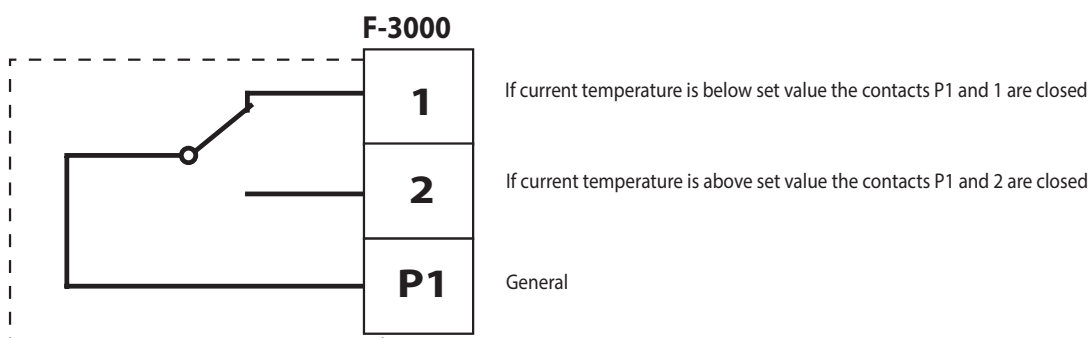 F-3000
1
If current temperature is below set value the contacts P1 and 1 are closed
2
If current temperature is above set value the contacts P1 and 2 are closed
P1
General